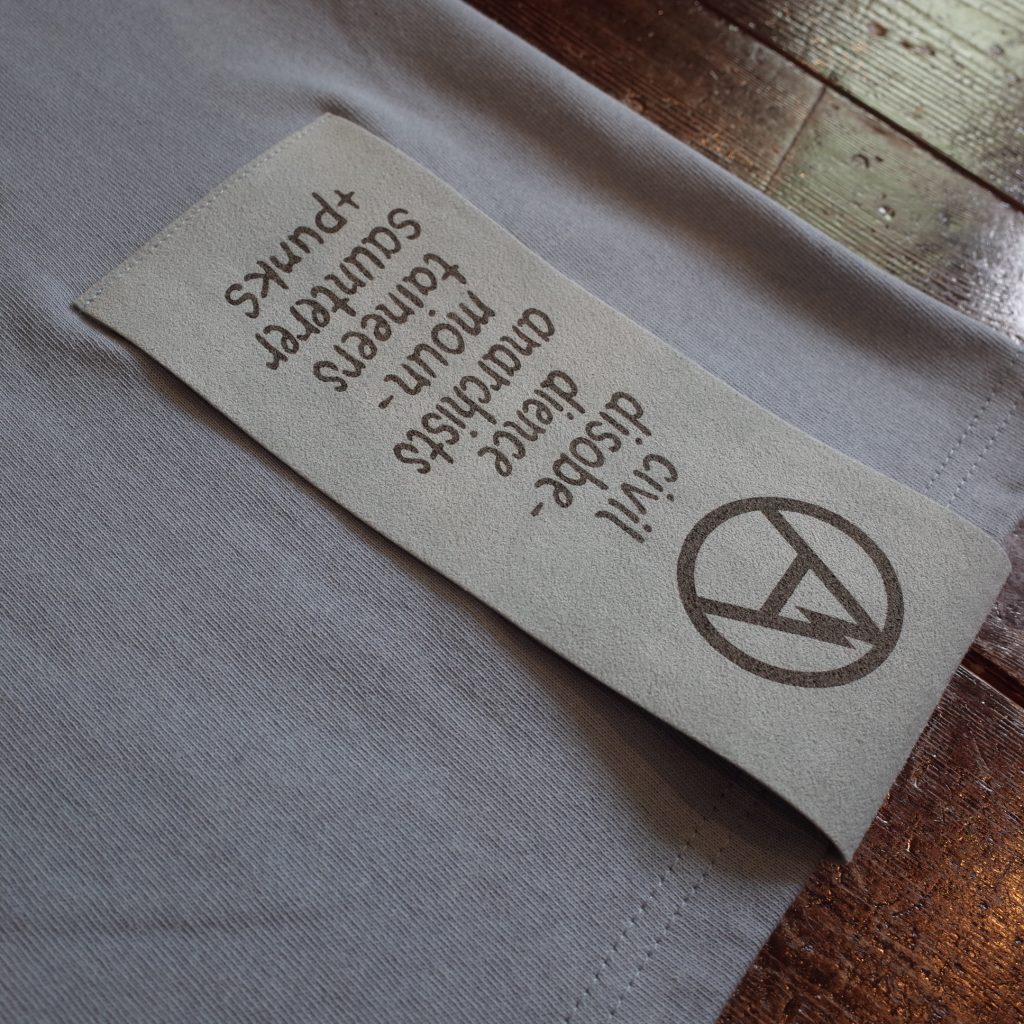 civil
disobe-
dience
anarchists
moun-
taineers
saunterer
+punks